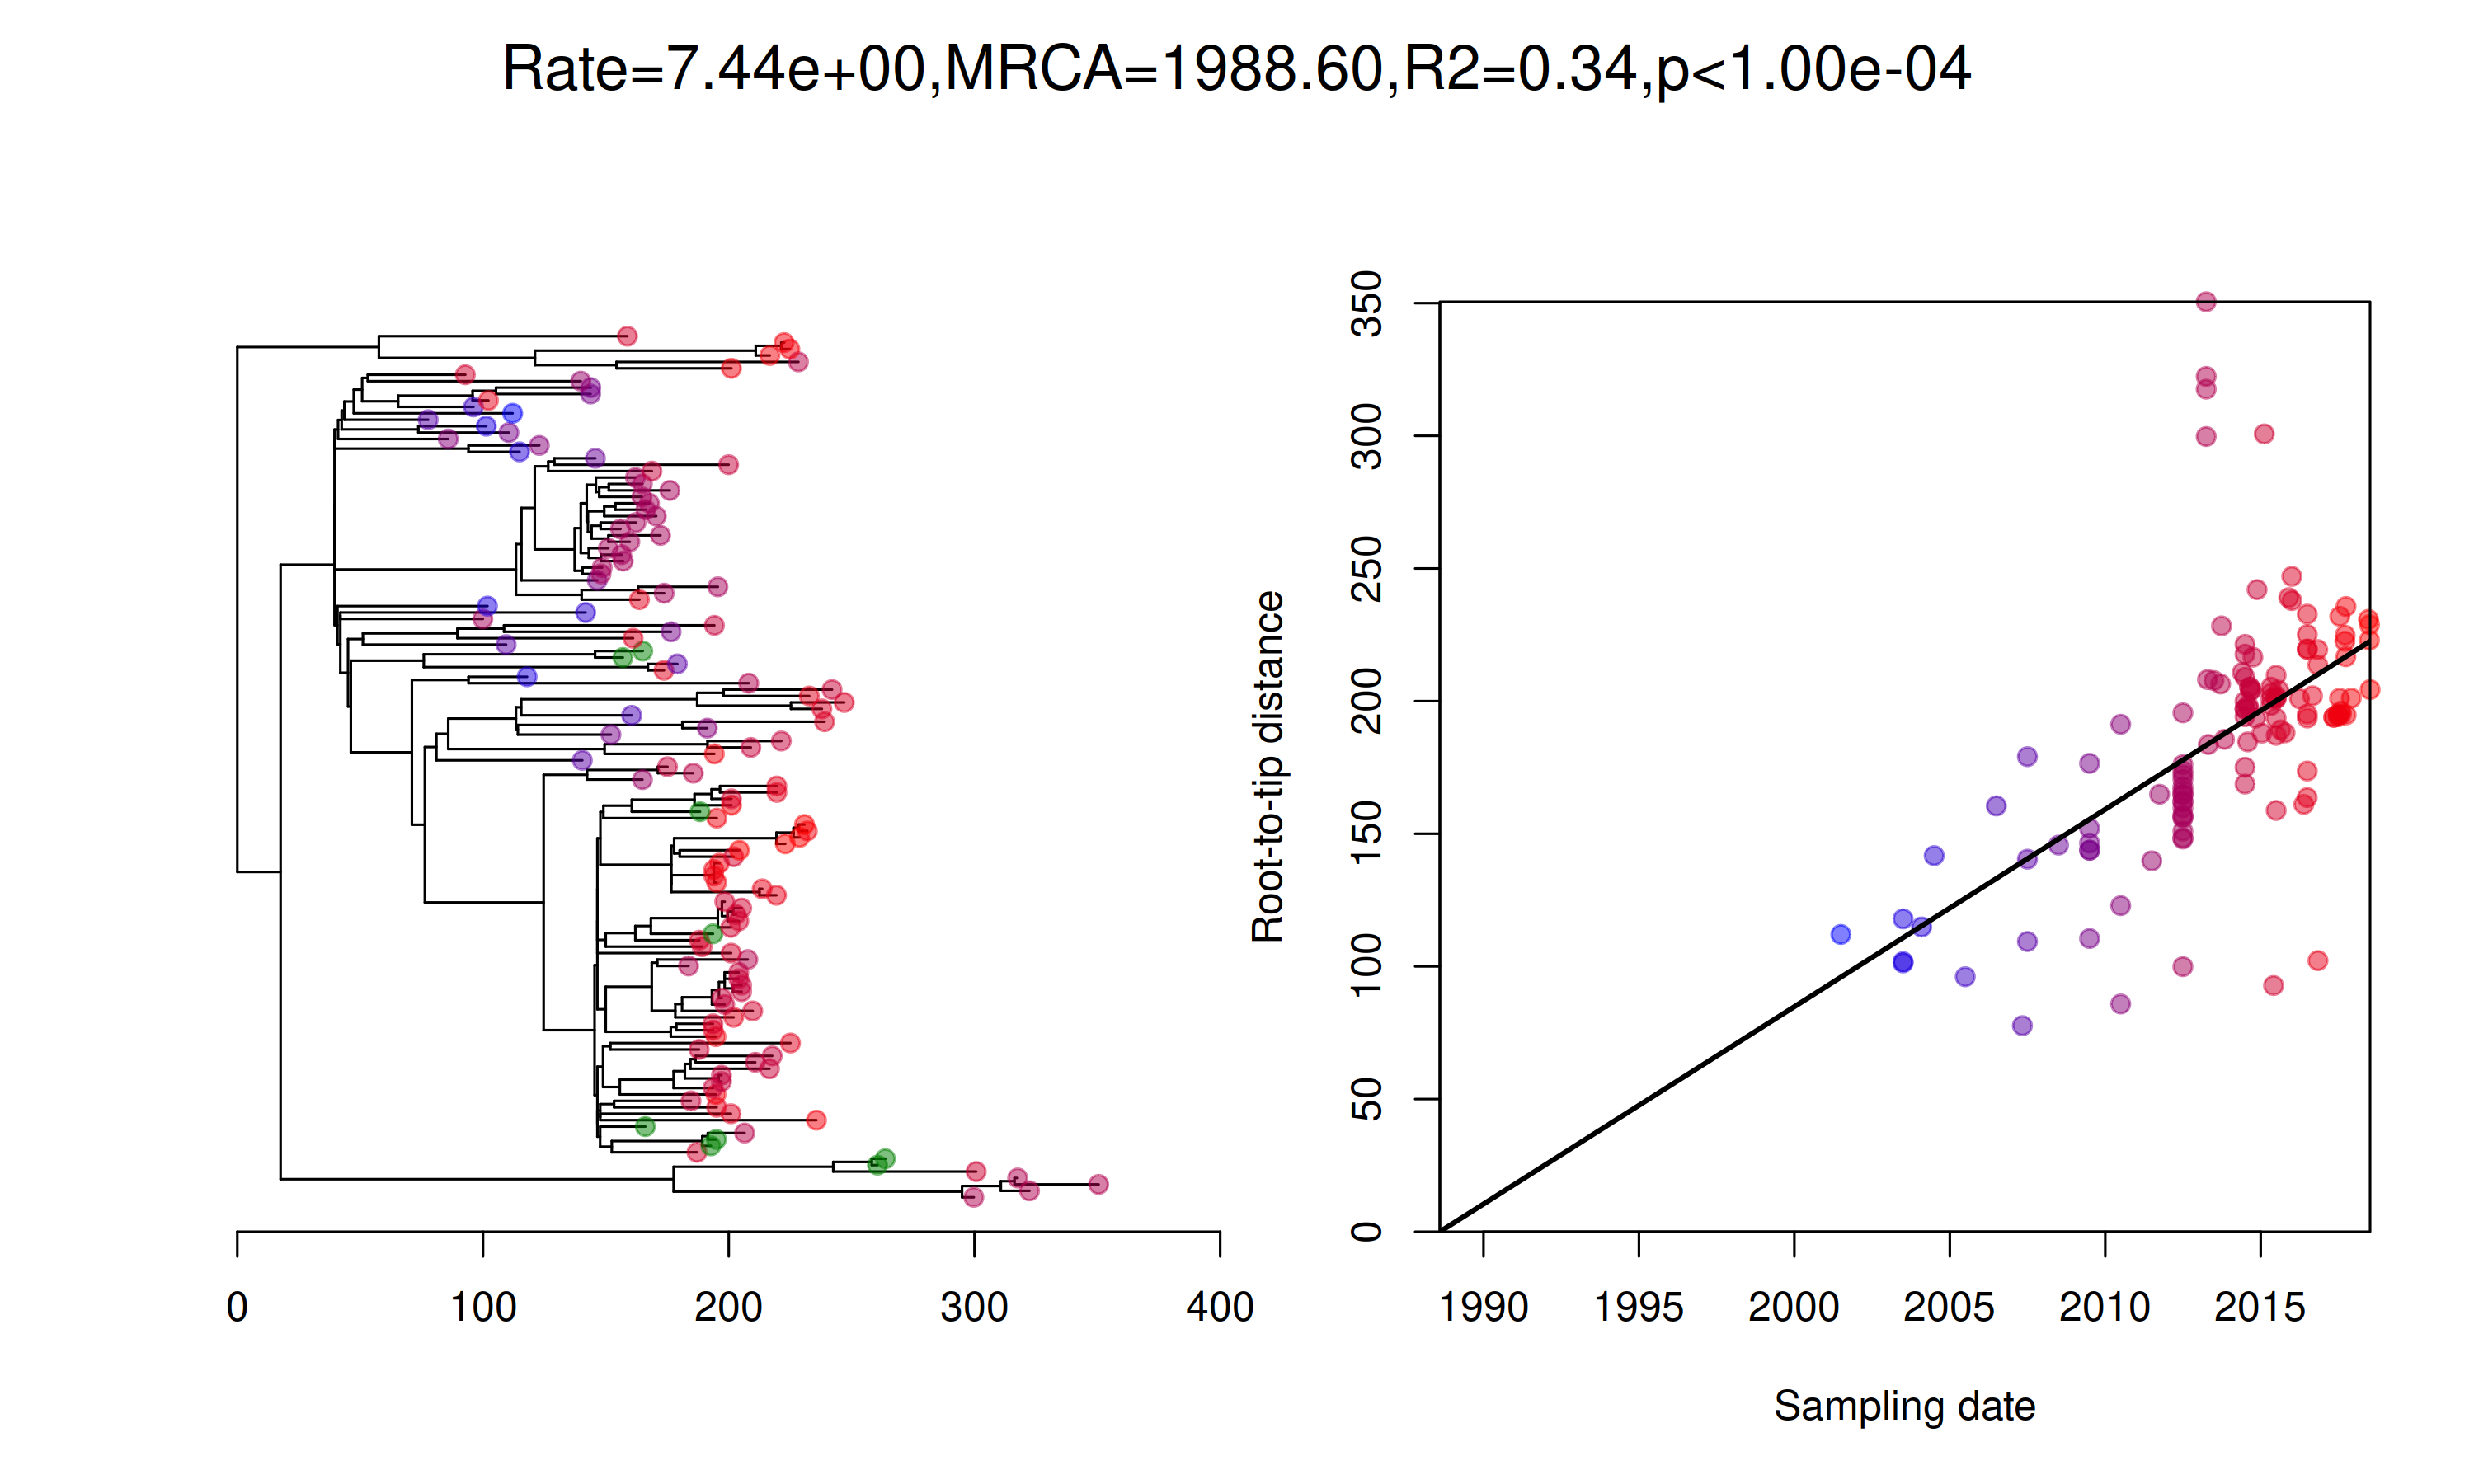 Rate=7.44e+00,MRCA=1988.60,R2=0.34,p<1.00e-04
0 100 200 300 400
Root-to-tip distance
0 50 100 150 200 250 300 350
1990 1995 2000 2005 2010 2015
Sampling date